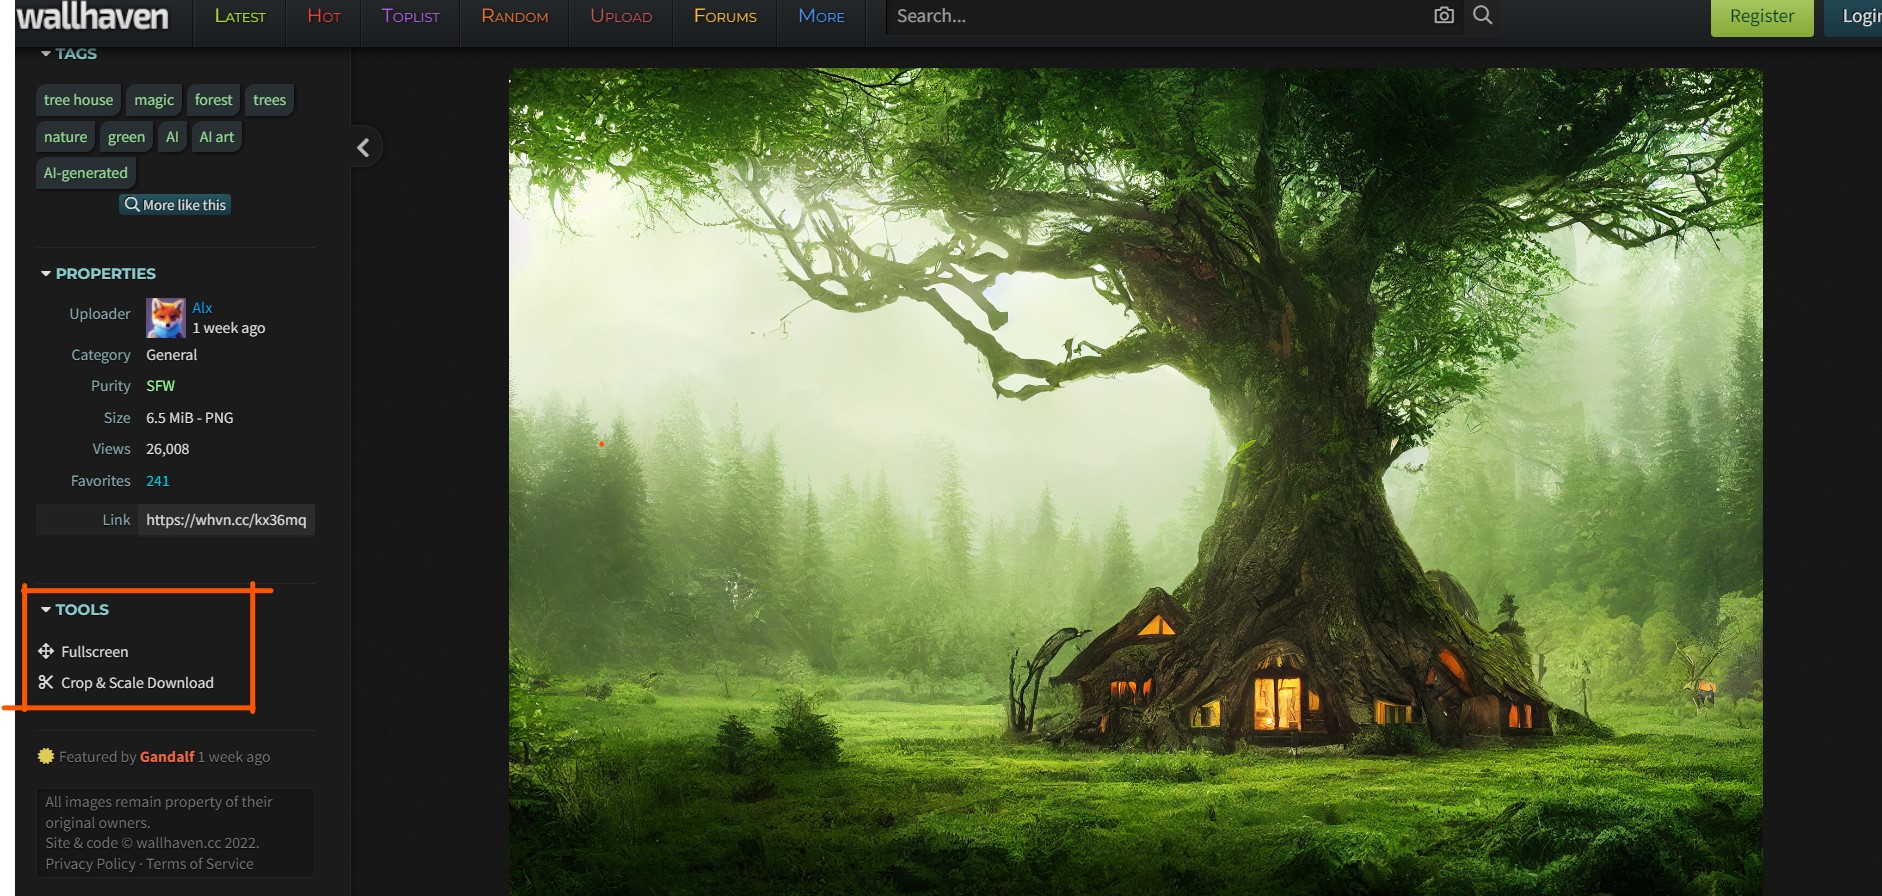 wallhaven
Latest
Hot
Toplist
Random
Upload
Forums
More
Search...
Register
Login
TAGS
tree house magic forest trees
nature green AI AI art
AI-generated
More like this
PROPERTIES
Uploader Alx
1 week ago
Category General
Purity SFW
Size 6.5 MiB - PNG
Views 26,008
Favorites 241
Link https://whvn.cc/kx36mq
TOOLS
Fullscreen
Crop & Scale Download
Featured by Gandalf 1 week ago
All images remain property of their
original owners.
Site & code © wallhaven.cc 2022.
Privacy Policy · Terms of Service